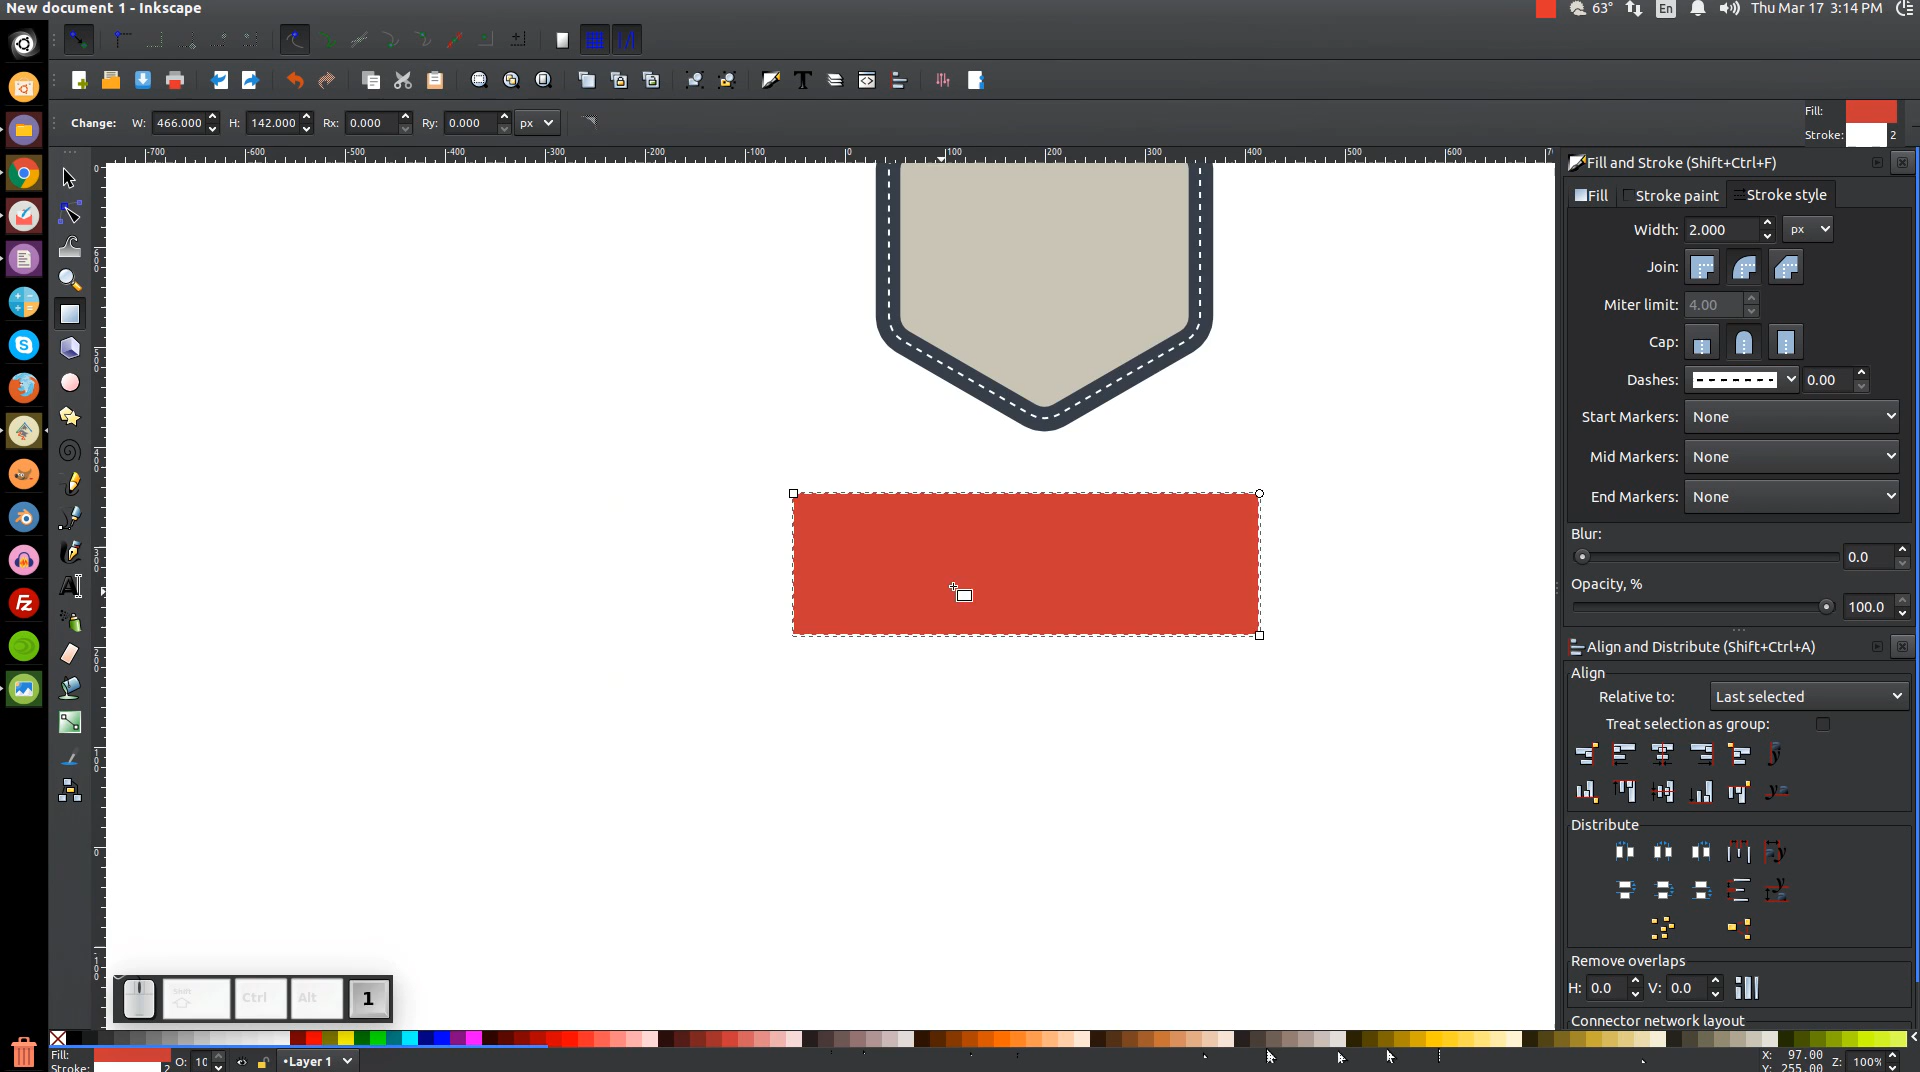 New document 1 - Inkscape
63° En Thu Mar 17 3:14 PM
Change: W: 466.000 H: 142.000 Rx: 0.000 Ry: 0.000 px
Fill:
Stroke: 2
-700 -600 -500 -400 -300 -200 -100 0 100 200 300 400 500 600
Fill and Stroke (Shift+Ctrl+F)
Fill Stroke paint Stroke style
Width: 2.000 px
Join:
Miter limit: 4.00
Cap:
Dashes: 0.00
Start Markers: None
Mid Markers: None
End Markers: None
Blur:
0.0
Opacity, %
100.0
Align and Distribute (Shift+Ctrl+A)
Align
Relative to: Last selected
Treat selection as group:
Distribute
Remove overlaps
H: 0.0 V: 0.0
Connector network layout
Shift Ctrl Alt 1
Fill:
Stroke: 2
O: 10 •Layer 1
X: 97.00
Y: 255.00
Z: 100%